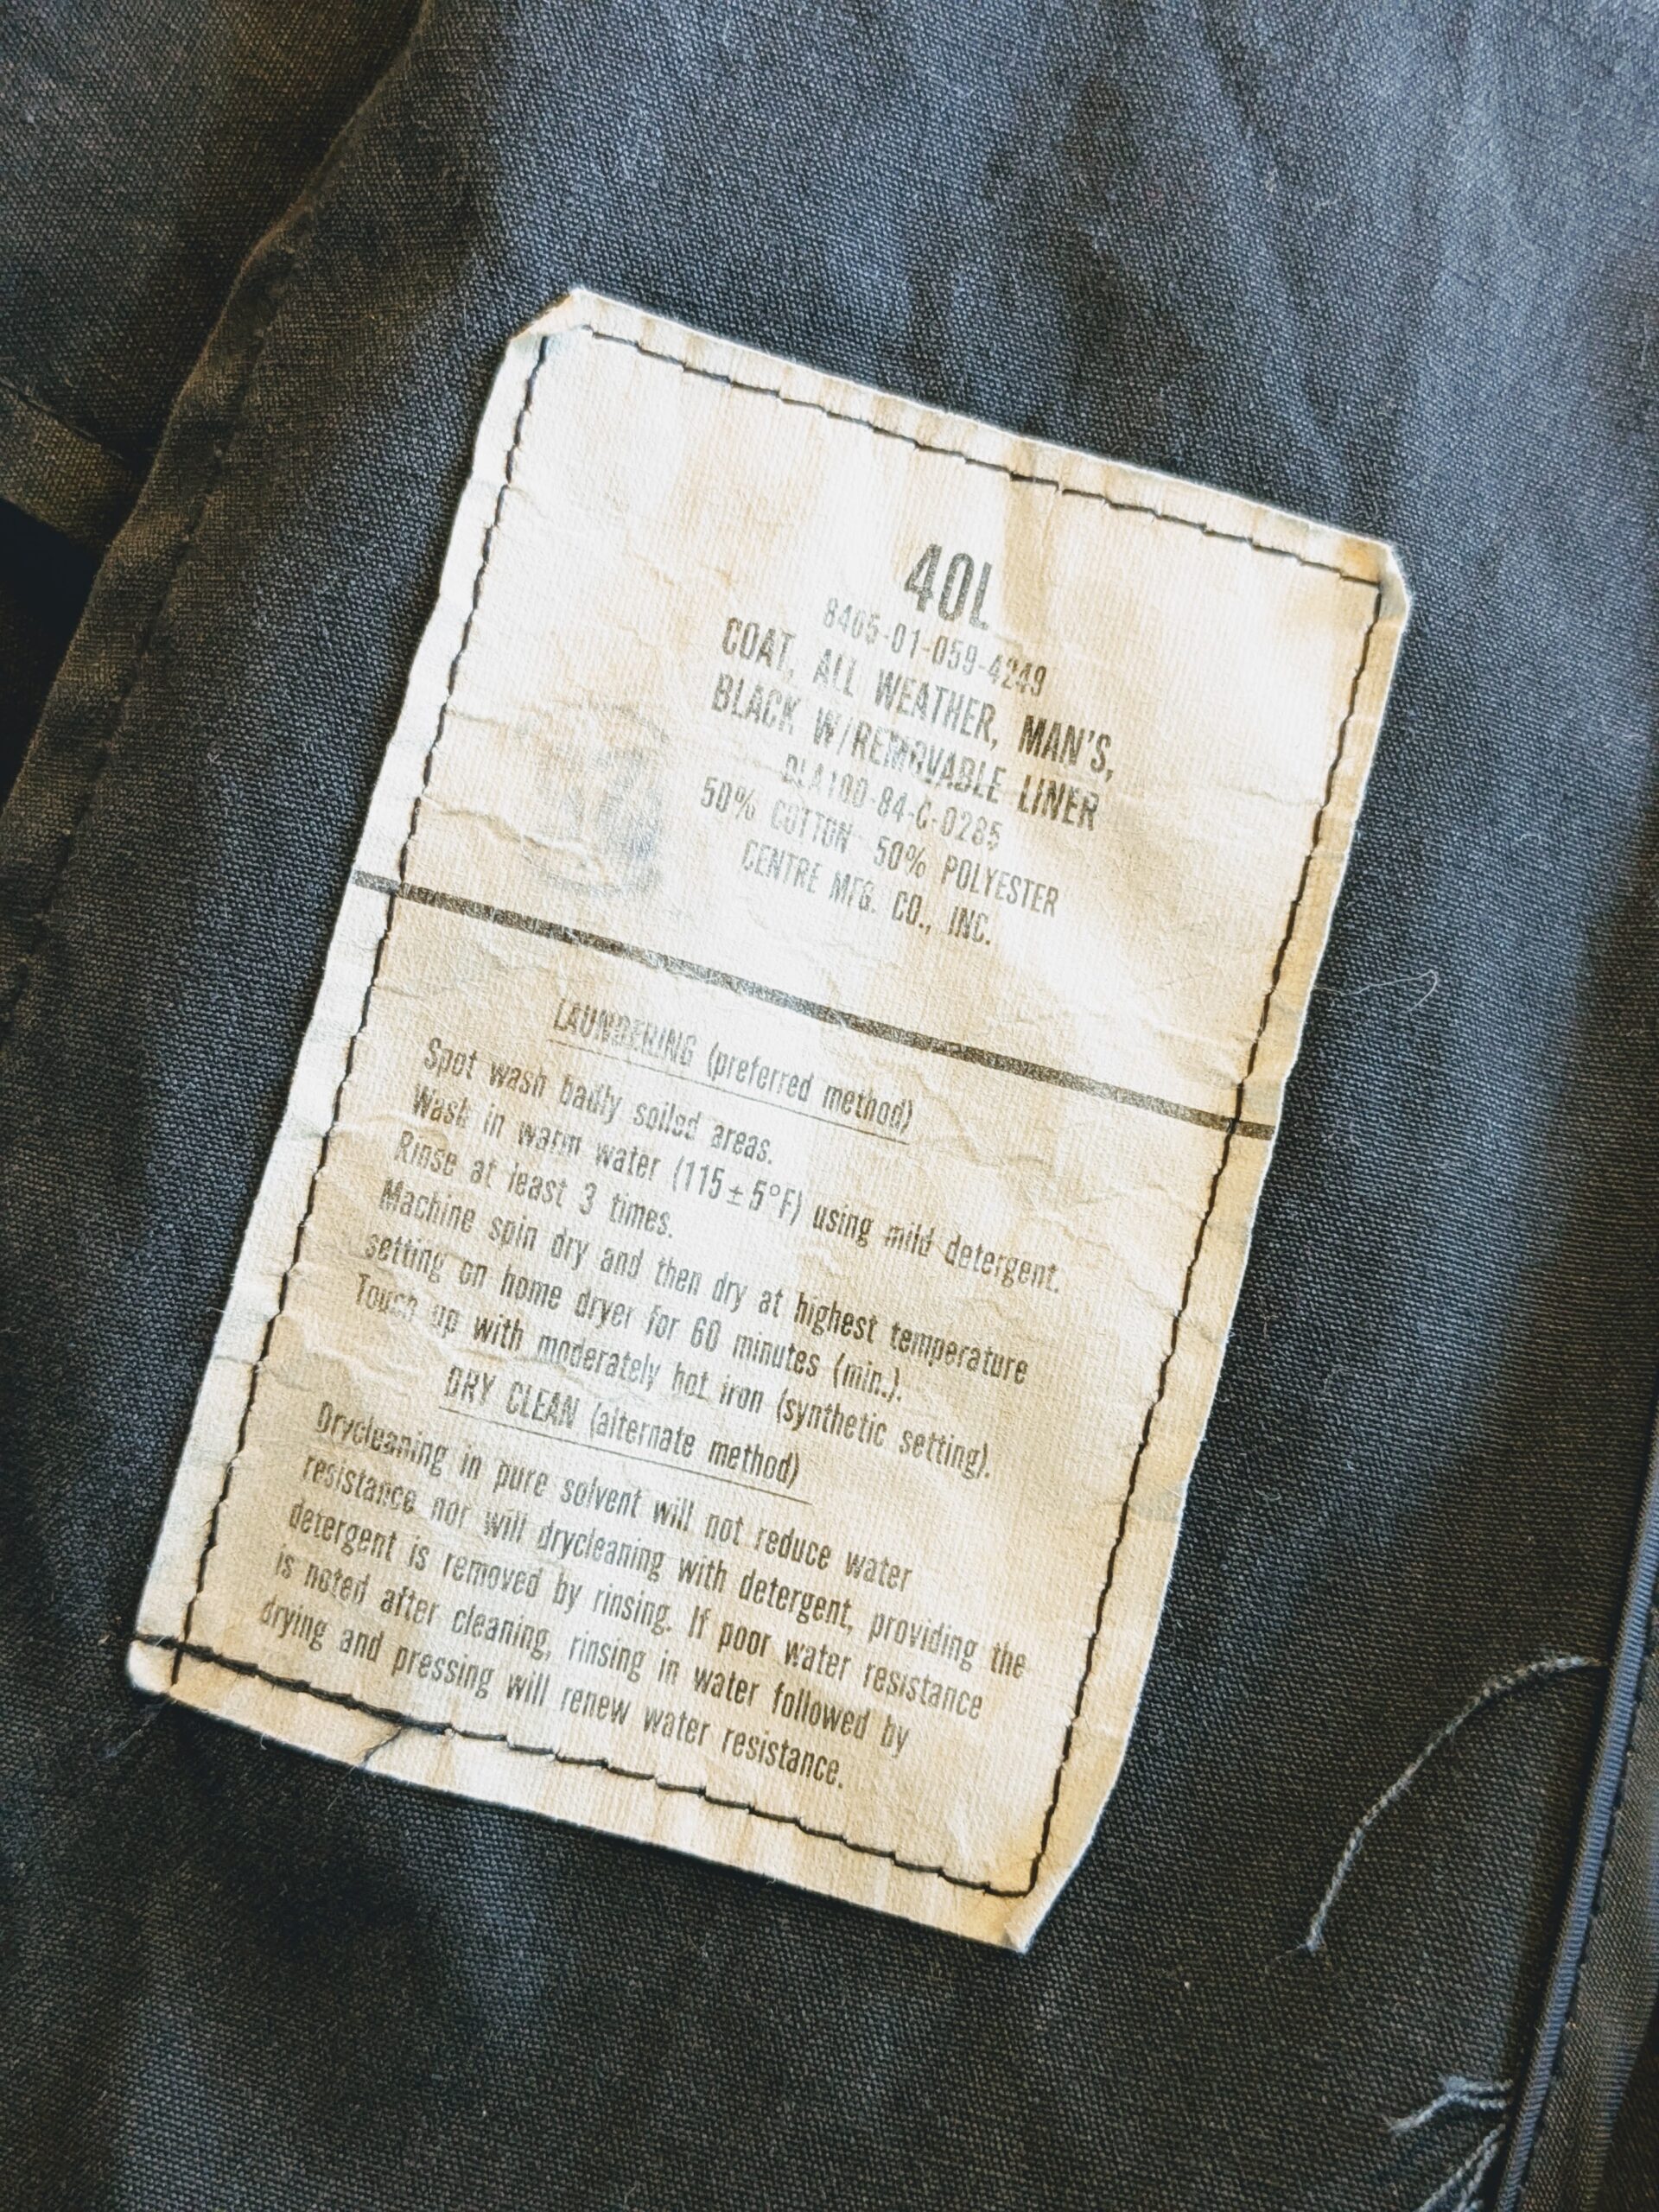 40L
8405-01-059-4249
COAT, ALL WEATHER, MAN'S,
BLACK W/REMOVABLE LINER
DLA100-84-C-0285
50% COTTON 50% POLYESTER
CENTRE MFG. CO., INC.
LAUNDERING (preferred method)
Spot wash badly soiled areas.
Wash in warm water (115 ± 5°F) using mild detergent.
Rinse at least 3 times.
Machine spin dry and then dry at highest temperature
setting on home dryer for 60 minutes (min.).
Touch up with moderately hot iron (synthetic setting).
DRY CLEAN (alternate method)
Drycleaning in pure solvent will not reduce water
resistance nor will drycleaning with detergent, providing the
detergent is removed by rinsing. If poor water resistance
is noted after cleaning, rinsing in water followed by
drying and pressing will renew water resistance.